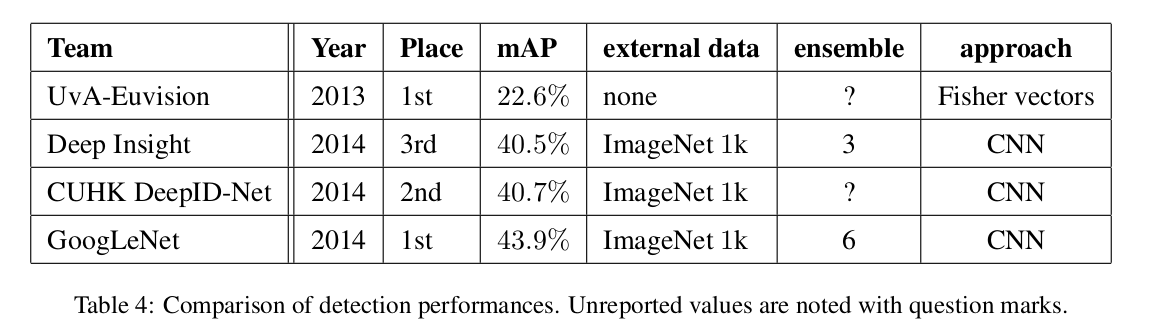 Team Year Place mAP external data ensemble approach
UvA-Euvision 2013 1st 22.6% none ? Fisher vectors
Deep Insight 2014 3rd 40.5% ImageNet 1k 3 CNN
CUHK DeepID-Net 2014 2nd 40.7% ImageNet 1k ? CNN
GoogLeNet 2014 1st 43.9% ImageNet 1k 6 CNN
Table 4: Comparison of detection performances. Unreported values are noted with question marks.